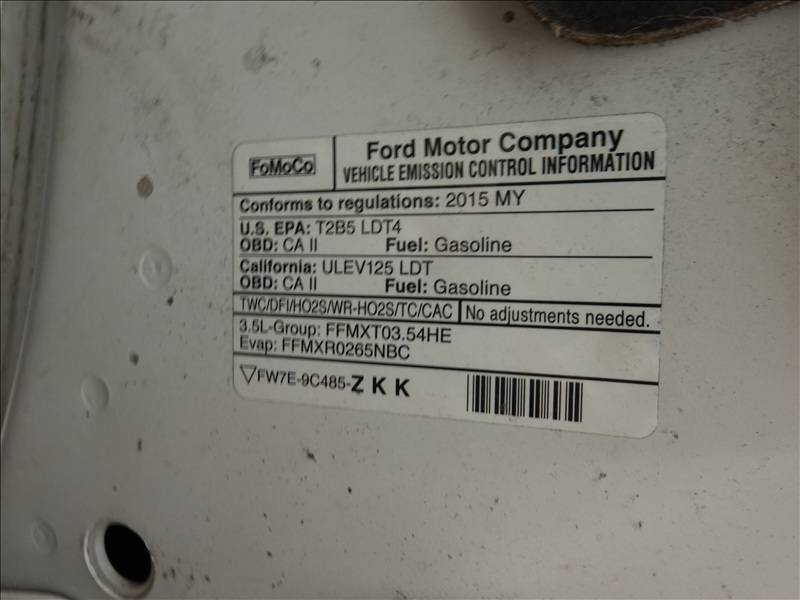 FoMoCo
Ford Motor Company
VEHICLE EMISSION CONTROL INFORMATION
Conforms to regulations: 2015 MY
U.S. EPA: T2B5 LDT4
OBD: CA II Fuel: Gasoline
California: ULEV125 LDT
OBD: CA II Fuel: Gasoline
TWC/DFI/HO2S/WR-HO2S/TC/CAC No adjustments needed.
3.5L-Group: FFMXT03.54HE
Evap: FFMXR0265NBC
FW7E-9C485-ZKK